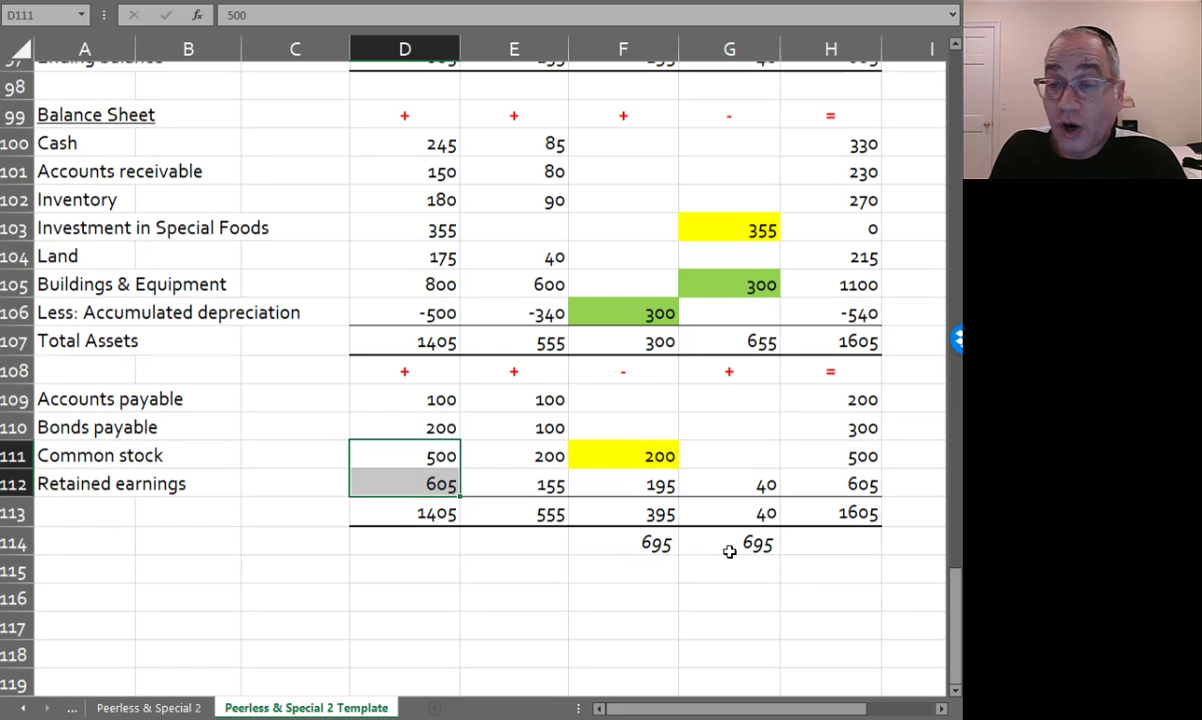 D111 fx 500
A B C D E F G H I
97 Ending balance
98
99 Balance Sheet + + + - =
100 Cash 245 85 330
101 Accounts receivable 150 80 230
102 Inventory 180 90 270
103 Investment in Special Foods 355 355 0
104 Land 175 40 215
105 Buildings & Equipment 800 600 300 1100
106 Less: Accumulated depreciation -500 -340 300 -540
107 Total Assets 1405 555 300 655 1605
108 + + - + =
109 Accounts payable 100 100 200
110 Bonds payable 200 100 300
111 Common stock 500 200 200 500
112 Retained earnings 605 155 195 40 605
113 1405 555 395 40 1605
114 695 695
115
116
117
118
119
... Peerless & Special 2 Peerless & Special 2 Template